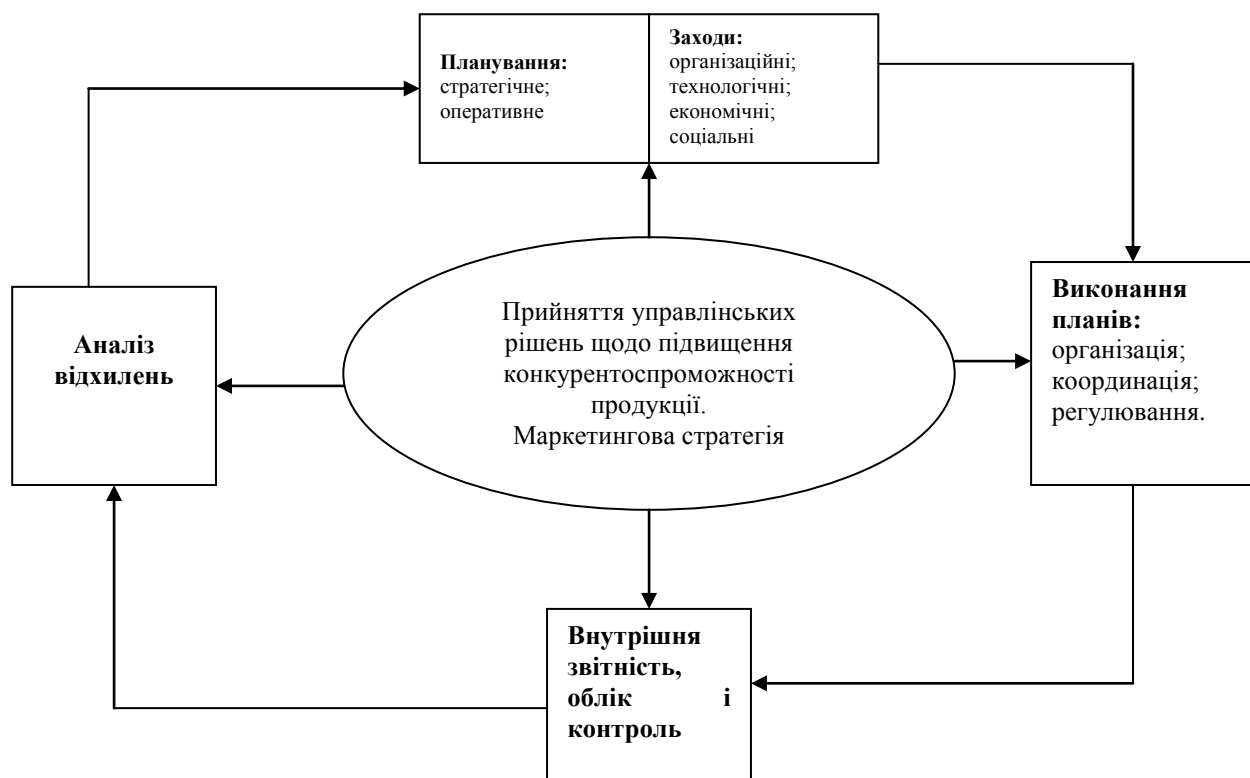 Планування:
стратегічне;
оперативне
Заходи:
організаційні;
технологічні;
економічні;
соціальні
Аналіз
відхилень
Прийняття управлінських
рішень щодо підвищення
конкурентоспроможності
продукції.
Маркетингова стратегія
Виконання
планів:
організація;
координація;
регулювання.
Внутрішня
звітність,
облік і
контроль